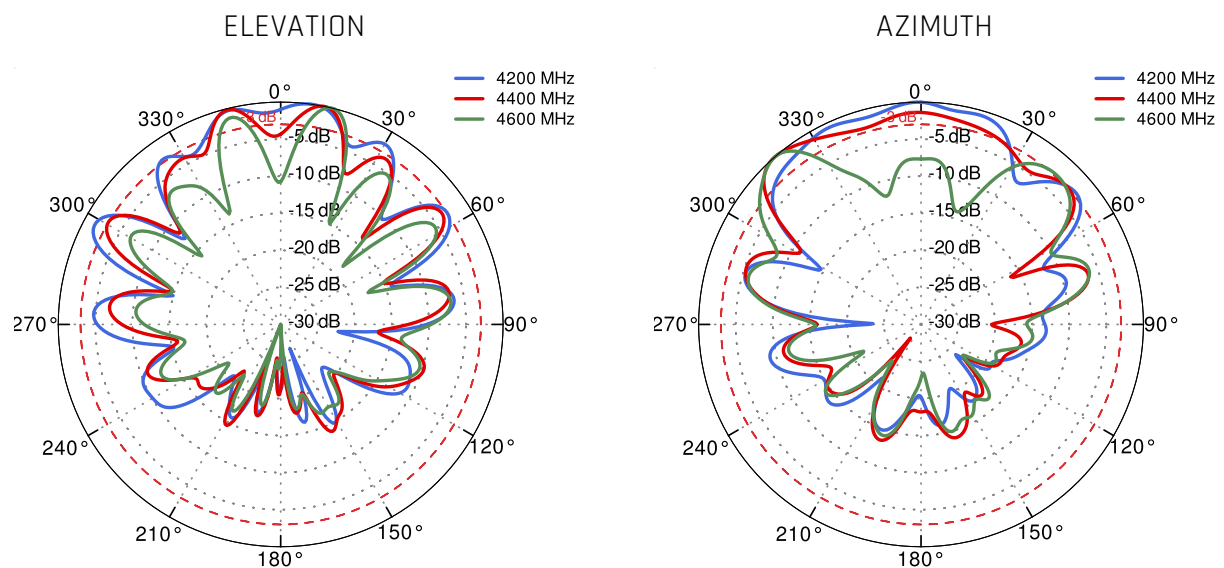 ELEVATION
4200 MHz
4400 MHz
4600 MHz
0°
330°
30°
-3 dB
-5 dB
-10 dB
300°
60°
-15 dB
-20 dB
-25 dB
270°
-30 dB
90°
240°
120°
210°
150°
180°
AZIMUTH
4200 MHz
4400 MHz
4600 MHz
0°
330°
30°
-3 dB
-5 dB
-10 dB
300°
60°
-15 dB
-20 dB
-25 dB
270°
-30 dB
90°
240°
120°
210°
150°
180°